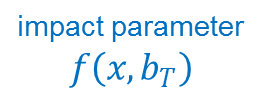 impact parameter
f(x, b_T)